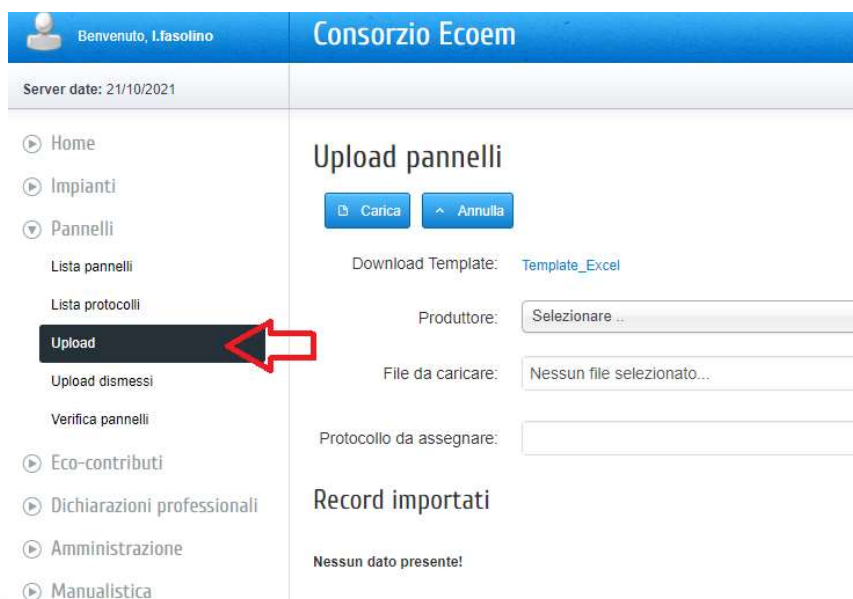 Benvenuto, l.fasolino
Consorzio Ecoem
Server date: 21/10/2021
Home
Impianti
Pannelli
Lista pannelli
Lista protocolli
Upload
Upload dismessi
Verifica pannelli
Eco-contributi
Dichiarazioni professionali
Amministrazione
Manualistica
Upload pannelli
Carica
Annulla
Download Template: Template_Excel
Produttore: Selezionare ..
File da caricare: Nessun file selezionato...
Protocollo da assegnare:
Record importati
Nessun dato presente!